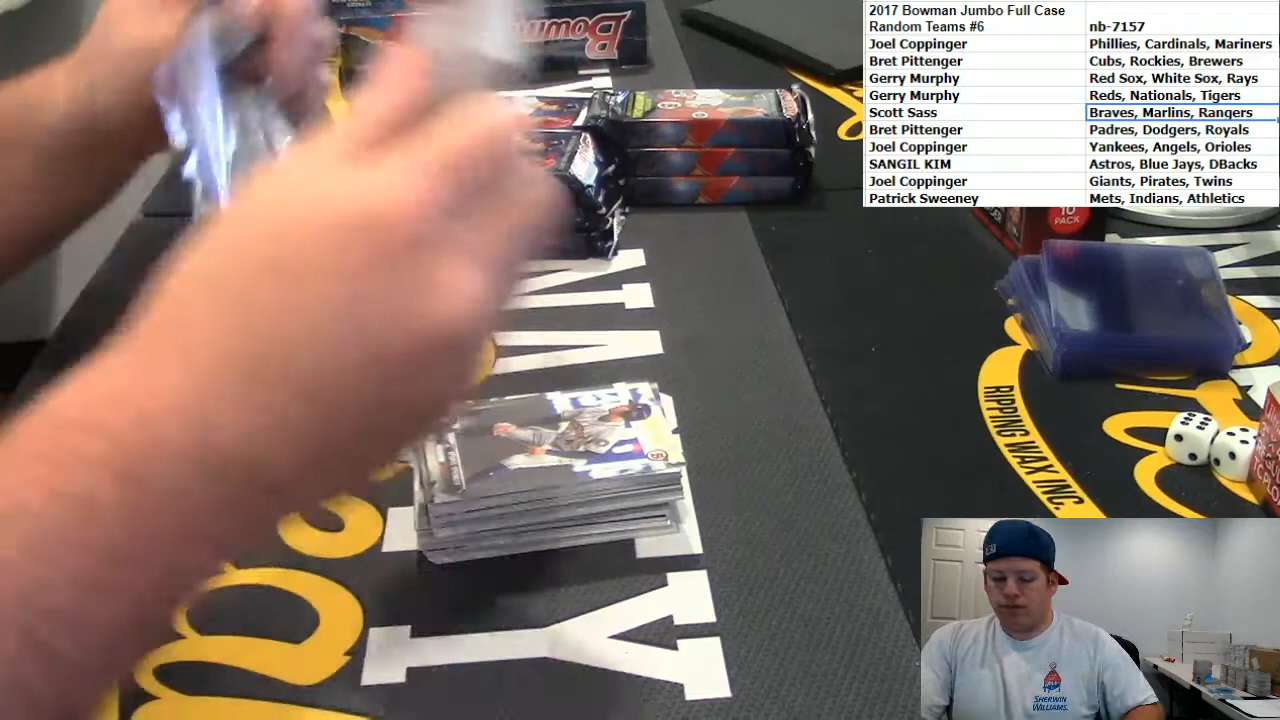 2017 Bowman Jumbo Full Case
Random Teams #6 nb-7157
Joel Coppinger Phillies, Cardinals, Mariners
Bret Pittenger Cubs, Rockies, Brewers
Gerry Murphy Red Sox, White Sox, Rays
Gerry Murphy Reds, Nationals, Tigers
Scott Sass Braves, Marlins, Rangers
Bret Pittenger Padres, Dodgers, Royals
Joel Coppinger Yankees, Angels, Orioles
SANGIL KIM Astros, Blue Jays, DBacks
Joel Coppinger Giants, Pirates, Twins
Patrick Sweeney Mets, Indians, Athletics
Bowman
10
PACK
RIPPING WAX INC.
SHERWIN
WILLIAMS.